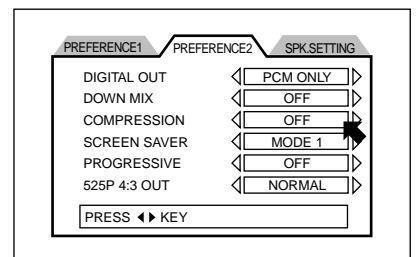 PREFERENCE1 PREFERENCE2 SPK.SETTING
DIGITAL OUT PCM ONLY
DOWN MIX OFF
COMPRESSION OFF
SCREEN SAVER MODE 1
PROGRESSIVE OFF
525P 4:3 OUT NORMAL
PRESS ◀▶ KEY